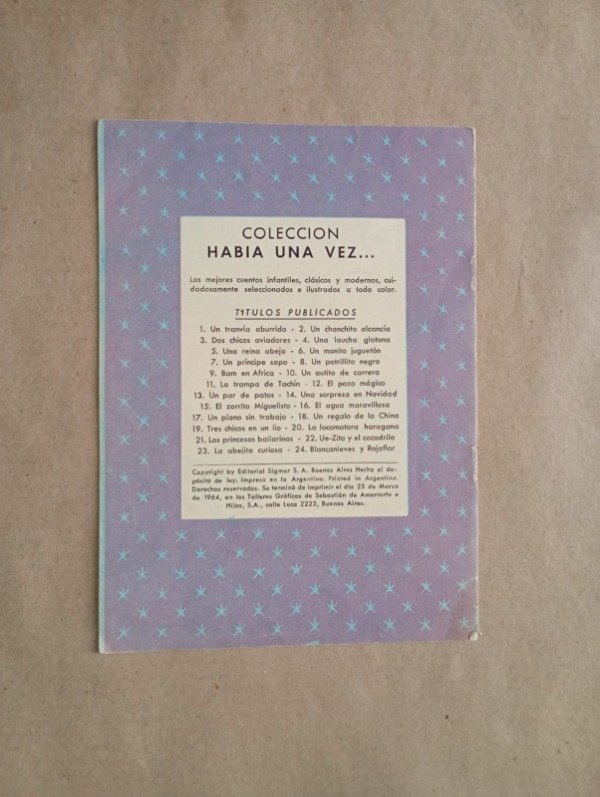 COLECCION
HABIA UNA VEZ...
Los mejores cuentos infantiles, clásicos y modernos, cui-
dadosamente seleccionados e ilustrados a todo color.
TITULOS PUBLICADOS
1. Un tranvía aburrido - 2. Un chanchito alcancía
3. Dos chicos aviadores - 4. Una laucha glotona
5. Una reina abeja - 6. Un monito juguetón
7. Un príncipe sapo - 8. Un potrillito negro
9. Bam en Africa - 10. Un autito de carrera
11. La trampa de Tachín - 12. El pozo mágico
13. Un par de patos - 14. Una sorpresa en Navidad
15. El zorrito Miguelito - 16. El agua maravillosa
17. Un piano sin trabajo - 18. Un regalo de la China
19. Tres chicos en un lío - 20. La locomotora haragana
21. Las princesas bailarinas - 22. Ue-Zito y el cocodrilo
23. La abejita curiosa - 24. Blancanieves y Rojaflor
Copyright by Editorial Sigmar S. A. Buenos Aires Hecho el de-
pósito de ley. Impreso en la Argentina. Printed in Argentina.
Derechos reservados. Se terminó de imprimir el día 25 de Marzo
de 1964, en los Talleres Gráficos de Sebastián de Amorrortu e
Hijos, S.A., calle Luca 2223, Buenos Aires.